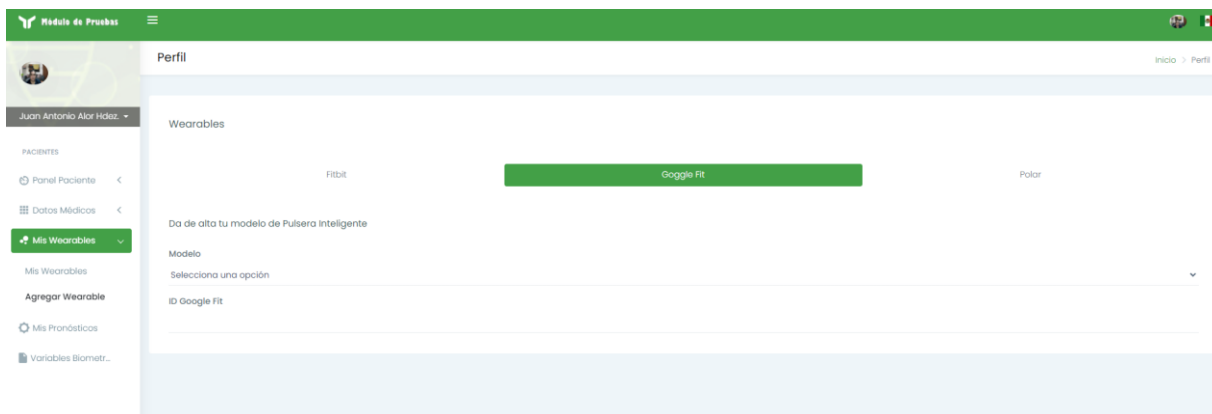 Módulo de Pruebas
Perfil
Inicio > Perfil
Juan Antonio Alor Hdez.
PACIENTES
Panel Paciente
Datos Médicos
Mis Wearables
Mis Wearables
Agregar Wearable
Mis Pronósticos
Variables Biometr...
Wearables
Fitbit
Goggle Fit
Polar
Da de alta tu modelo de Pulsera Inteligente
Modelo
Selecciona una opción
ID Google Fit